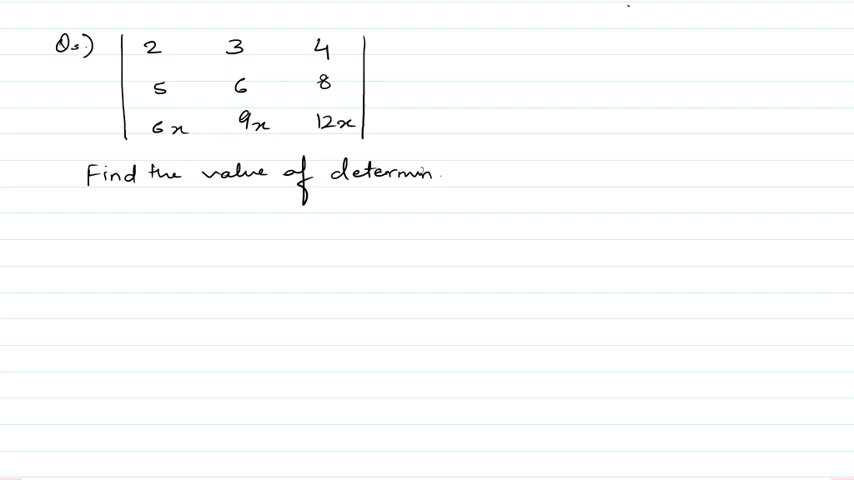 Qs.) | 2 3 4 |
5 6 8
6x 9x 12x
Find the value of determin.